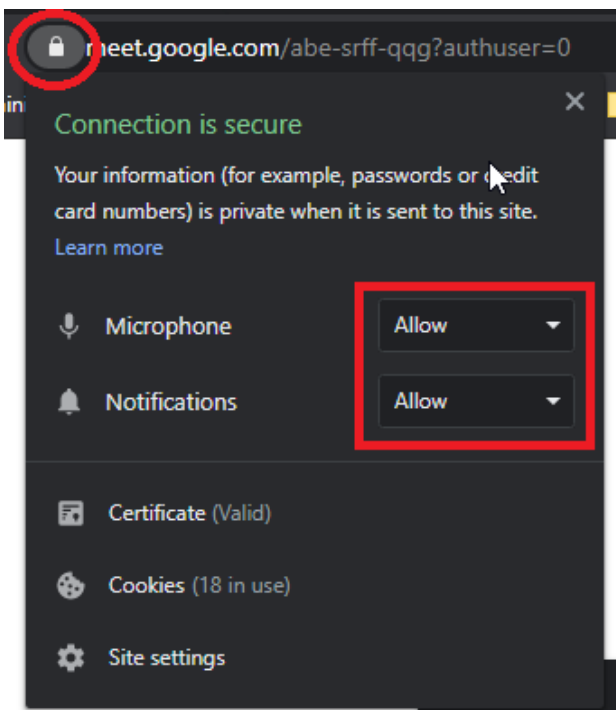 meet.google.com/abe-srff-qqg?authuser=0
Connection is secure
Your information (for example, passwords or credit
card numbers) is private when it is sent to this site.
Learn more
Microphone Allow
Notifications Allow
Certificate (Valid)
Cookies (18 in use)
Site settings